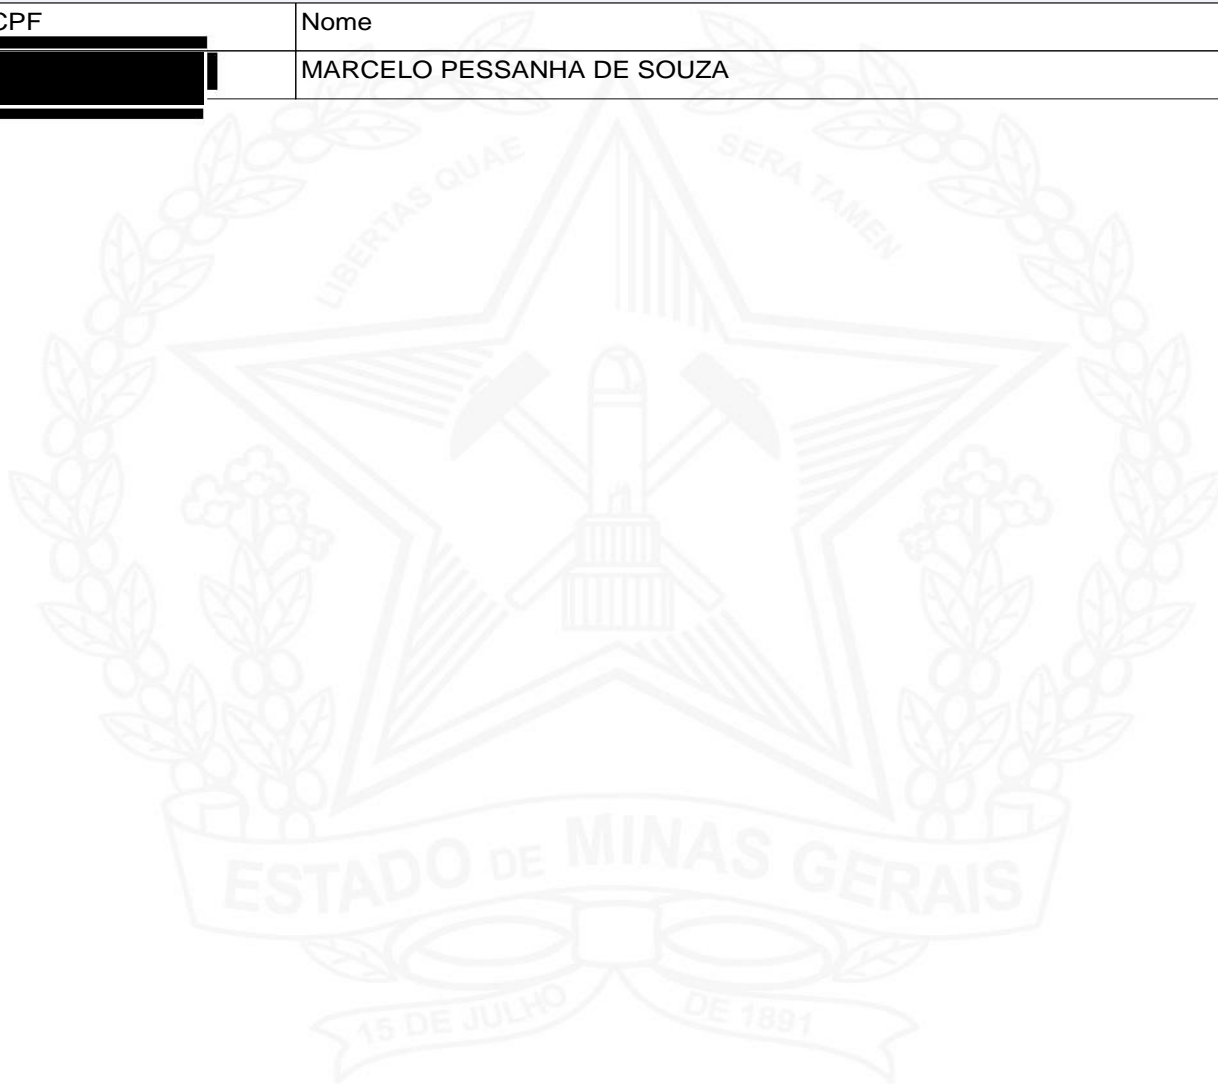 CPF Nome
MARCELO PESSANHA DE SOUZA
LIBERTAS QUAE SERA TAMEN
ESTADO DE MINAS GERAIS
15 DE JULHO DE 1891